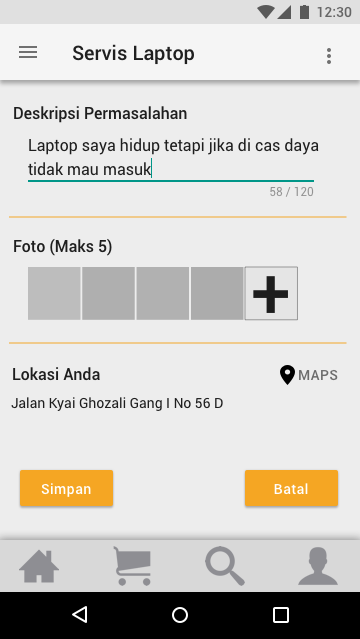 12:30
Servis Laptop
Deskripsi Permasalahan
Laptop saya hidup tetapi jika di cas daya
tidak mau masuk
58 / 120
Foto (Maks 5)
Lokasi Anda
MAPS
Jalan Kyai Ghozali Gang I No 56 D
Simpan
Batal